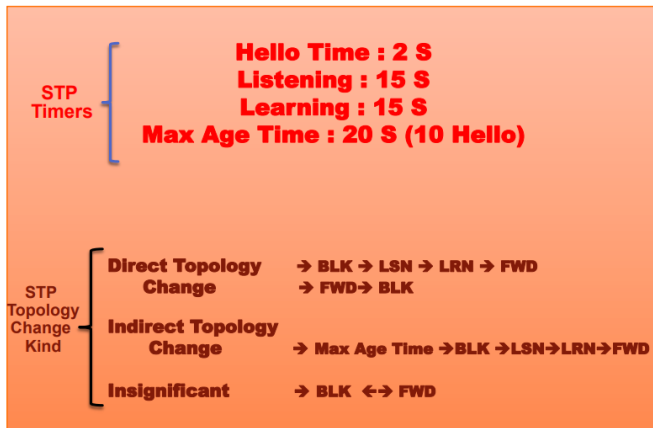 Hello Time : 2 S
Listening : 15 S
Learning : 15 S
Max Age Time : 20 S (10 Hello)
STP
Timers
STP
Topology
Change
Kind
Direct Topology → BLK → LSN → LRN → FWD
Change → FWD→ BLK
Indirect Topology
Change → Max Age Time →BLK →LSN→LRN→FWD
Insignificant → BLK ←→ FWD